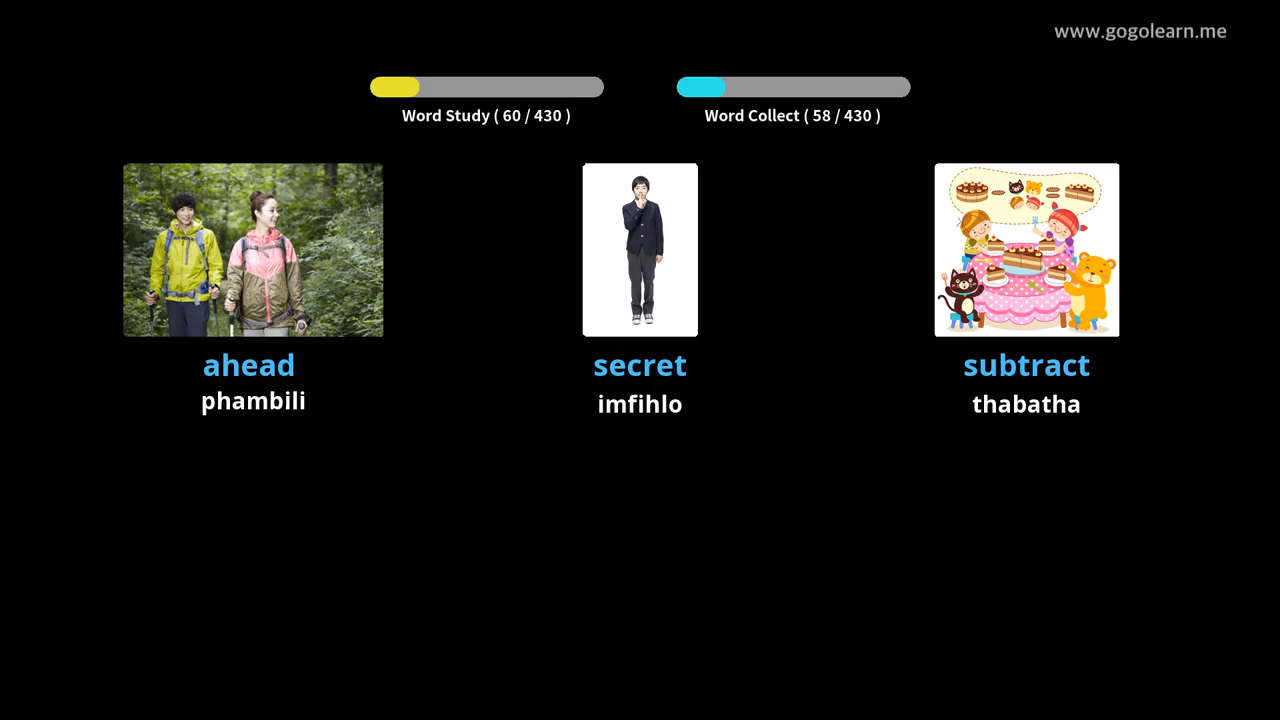 www.gogolearn.me
Word Study ( 60 / 430 )
Word Collect ( 58 / 430 )
ahead
phambili
secret
imfihlo
subtract
thabatha